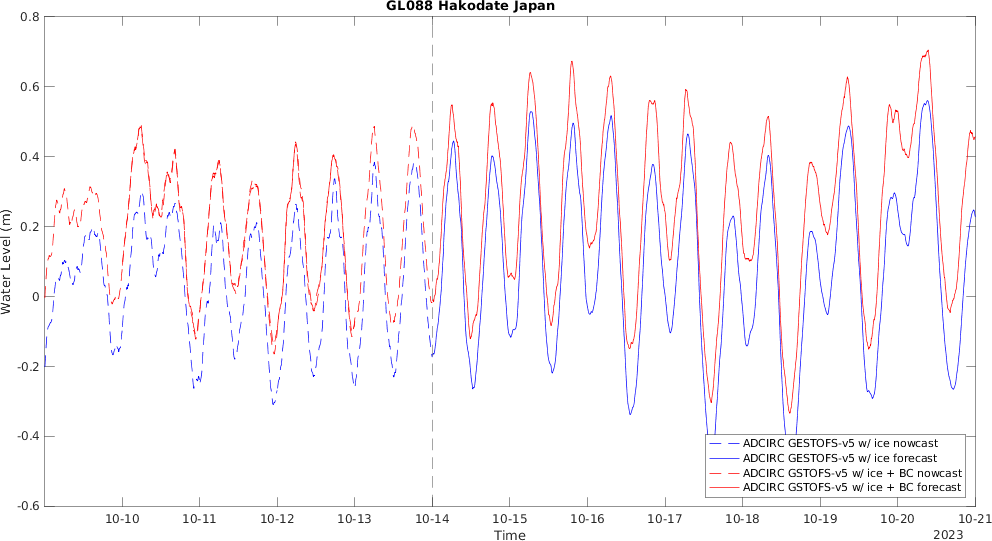 GL088 Hakodate Japan
0.8
0.6
0.4
0.2
0
-0.2
-0.4
-0.6
Water Level (m)
ADCIRC GESTOFS-v5 w/ ice nowcast
ADCIRC GESTOFS-v5 w/ ice forecast
ADCIRC GSTOFS-v5 w/ ice + BC nowcast
ADCIRC GSTOFS-v5 w/ ice + BC forecast
10-10 10-11 10-12 10-13 10-14 10-15 10-16 10-17 10-18 10-19 10-20 10-21
Time
2023